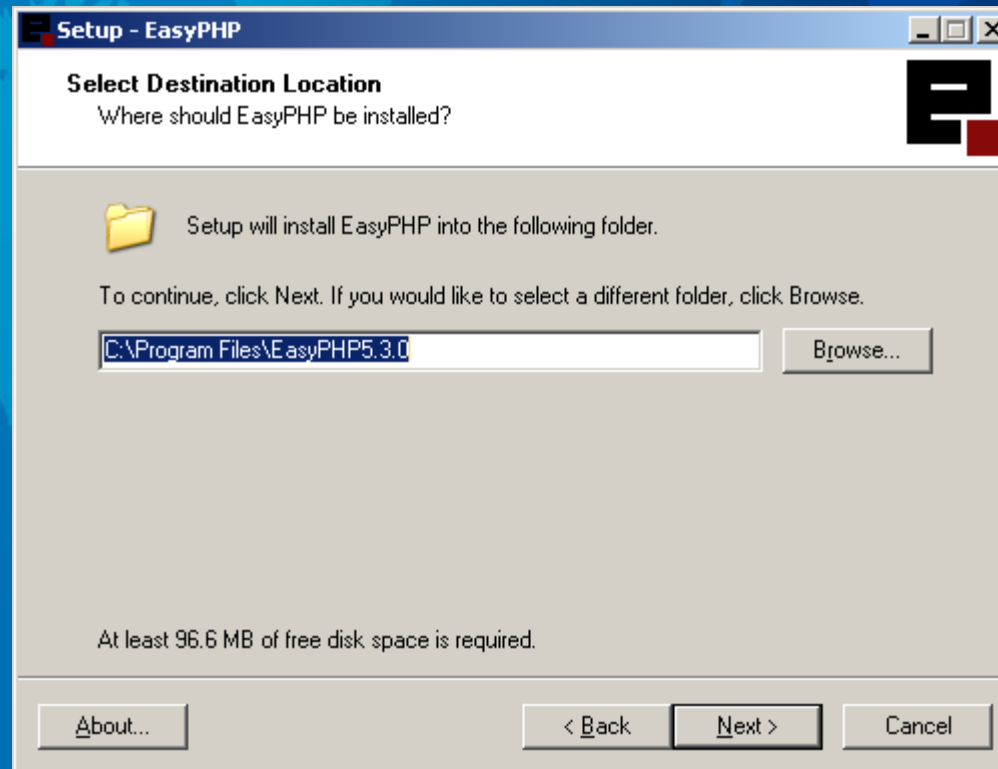 Setup - EasyPHP
Select Destination Location
Where should EasyPHP be installed?
Setup will install EasyPHP into the following folder.
To continue, click Next. If you would like to select a different folder, click Browse.
C:\Program Files\EasyPHP5.3.0
Browse...
At least 96.6 MB of free disk space is required.
About...
< Back
Next >
Cancel